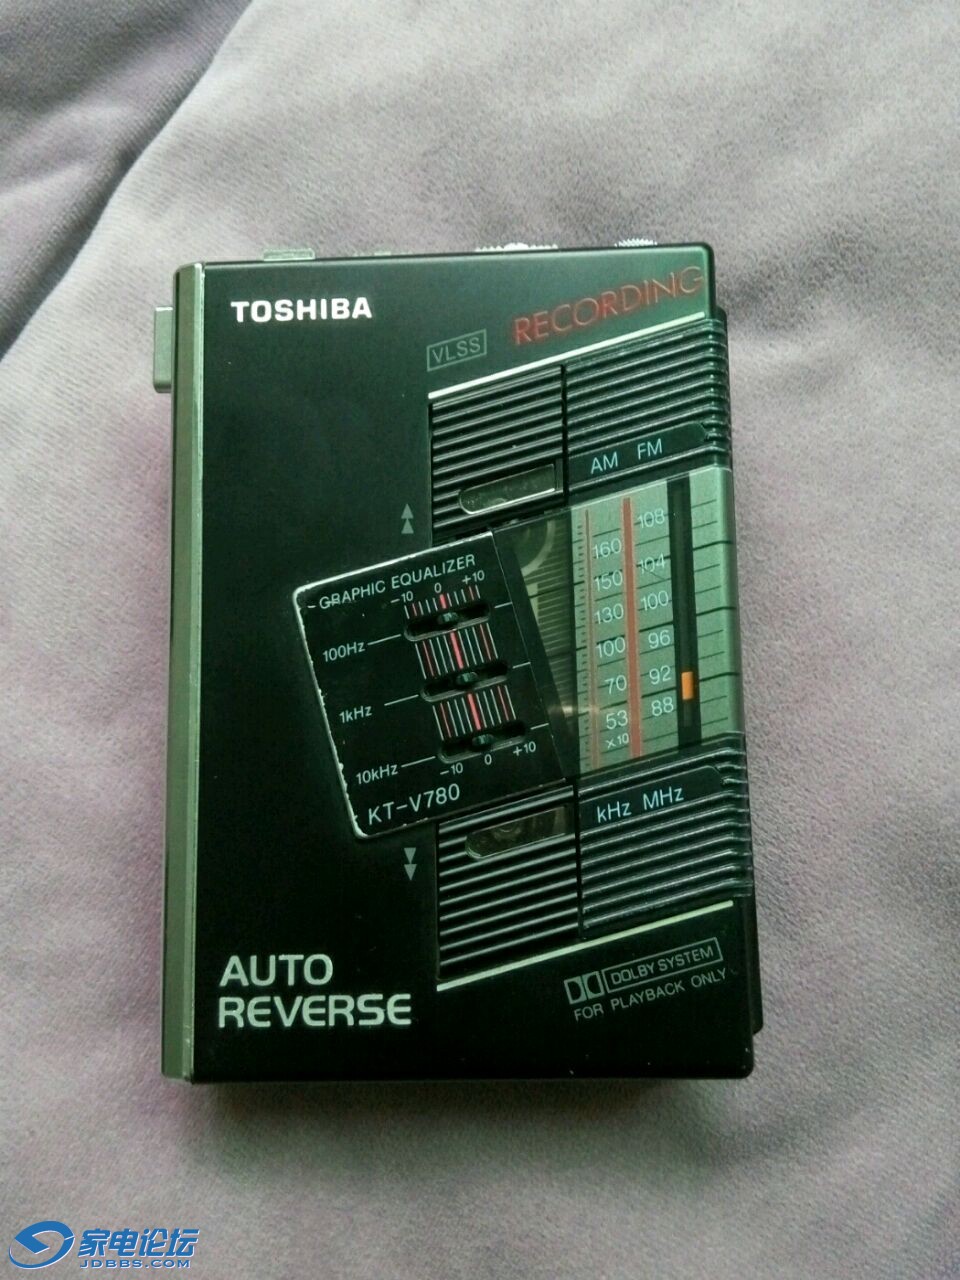 TOSHIBA
RECORDING
VLSS
AM FM
108
160
104
150
100
130
96
100
92
70
88
53
×10
kHz MHz
GRAPHIC EQUALIZER
-10 0 +10
100Hz
1kHz
10kHz
-10 0 +10
KT-V780
AUTO
REVERSE
DOLBY SYSTEM
FOR PLAYBACK ONLY
家电论坛
JDBBS.COM